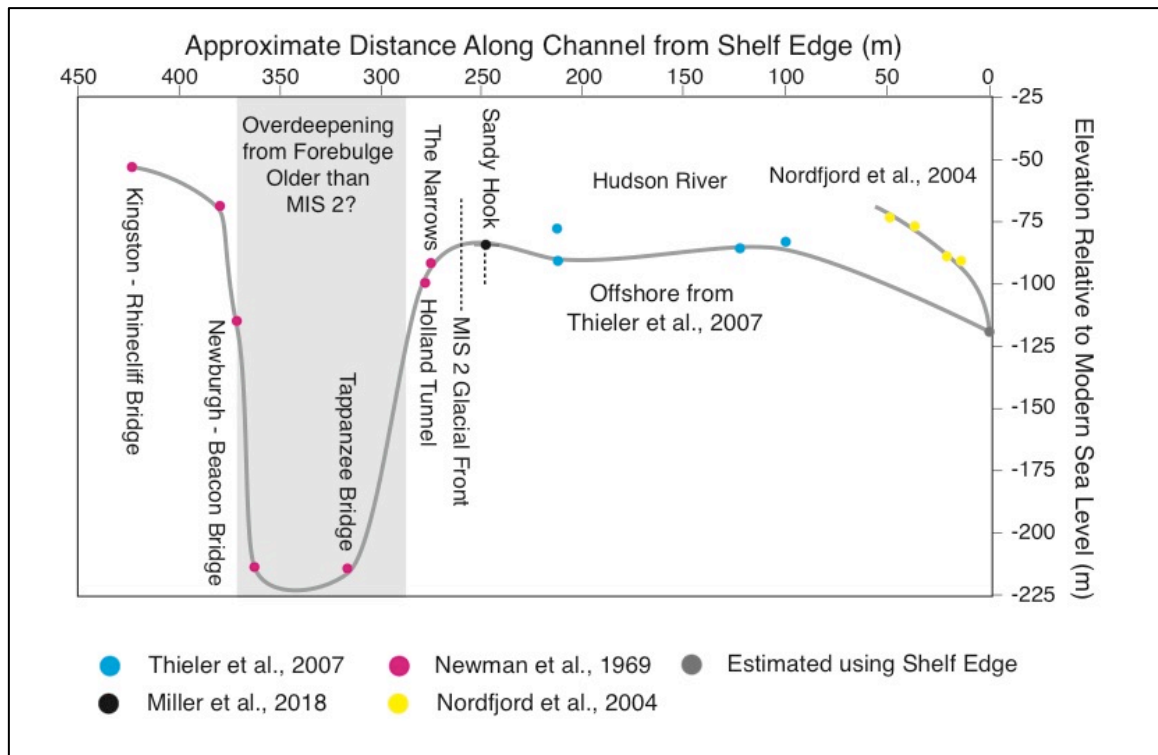 Approximate Distance Along Channel from Shelf Edge (m)
450 400 350 300 250 200 150 100 50 0
Overdeepening
from Forebulge
Older than
MIS 2?
Kingston - Rhinecliff Bridge
Newburgh - Beacon Bridge
Tappanzee Bridge
The Narrows
Holland Tunnel
MIS 2 Glacial Front
Sandy Hook
Hudson River
Offshore from
Thieler et al., 2007
Nordfjord et al., 2004
-25
-50
-75
-100
-125
-150
-175
-200
-225
Elevation Relative to Modern Sea Level (m)
Thieler et al., 2007 Newman et al., 1969 Estimated using Shelf Edge
Miller et al., 2018 Nordfjord et al., 2004